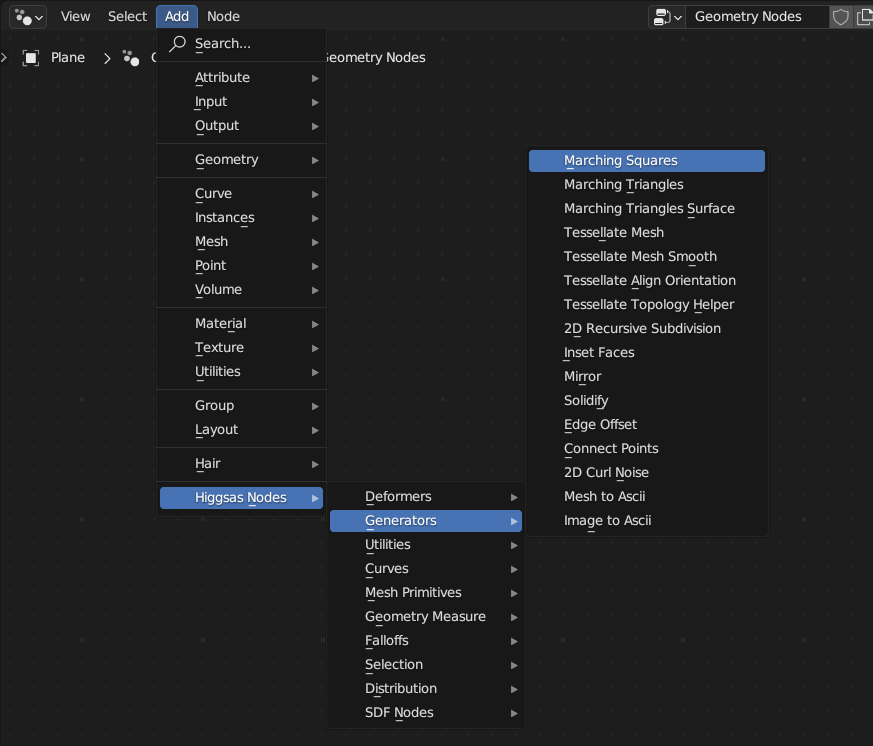 View Select Add Node Geometry Nodes
Search...
Plane eometry Nodes
Attribute
Input
Output
Geometry
Curve
Instances
Mesh
Point
Volume
Material
Texture
Utilities
Group
Layout
Hair
Higgsas Nodes
Deformers
Generators
Utilities
Curves
Mesh Primitives
Geometry Measure
Falloffs
Selection
Distribution
SDF Nodes
Marching Squares
Marching Triangles
Marching Triangles Surface
Tessellate Mesh
Tessellate Mesh Smooth
Tessellate Align Orientation
Tessellate Topology Helper
2D Recursive Subdivision
Inset Faces
Mirror
Solidify
Edge Offset
Connect Points
2D Curl Noise
Mesh to Ascii
Image to Ascii